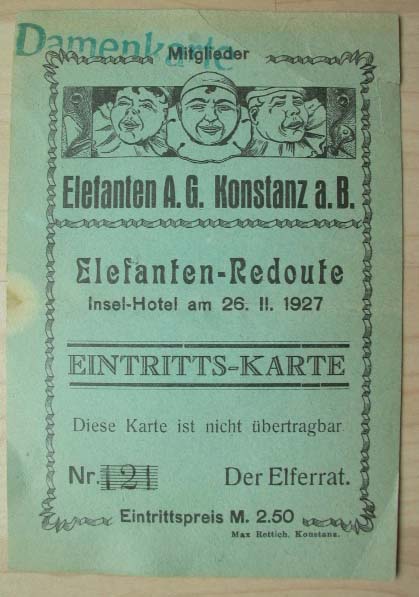 Damenkarte
Mitglieder
Elefanten A.G. Konstanz a.B.
Elefanten-Redoute
Insel-Hotel am 26. II. 1927
EINTRITTS-KARTE
Diese Karte ist nicht übertragbar
Nr. 121 Der Elferrat.
Eintrittspreis M. 2.50
Max Rettich, Konstanz.